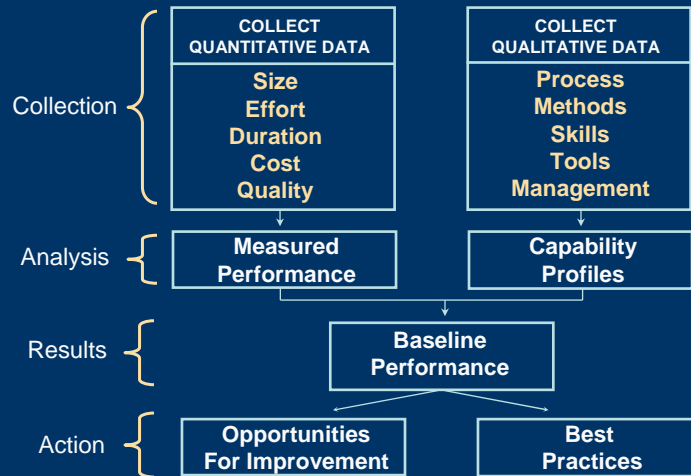 COLLECT
QUANTITATIVE DATA
COLLECT
QUALITATIVE DATA
Collection
Size
Effort
Duration
Cost
Quality
Process
Methods
Skills
Tools
Management
Analysis
Measured
Performance
Capability
Profiles
Results
Baseline
Performance
Action
Opportunities
For Improvement
Best
Practices